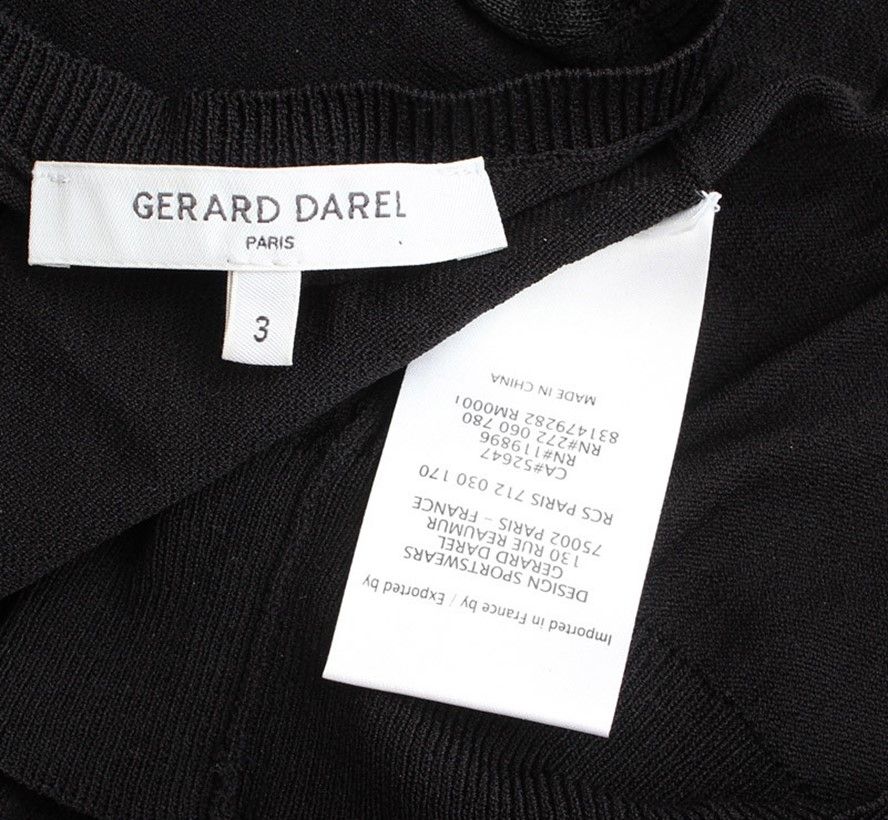 GERARD DAREL
PARIS
3
Imported in France by / Exported by
DESIGN SPORTSWEARS
GERARD DAREL
130 RUE REAUMUR
75002 PARIS - FRANCE
RCS PARIS 712 030 170
CA#52647
RN#119896
RN#272 060 780
831479282 RM0001
MADE IN CHINA